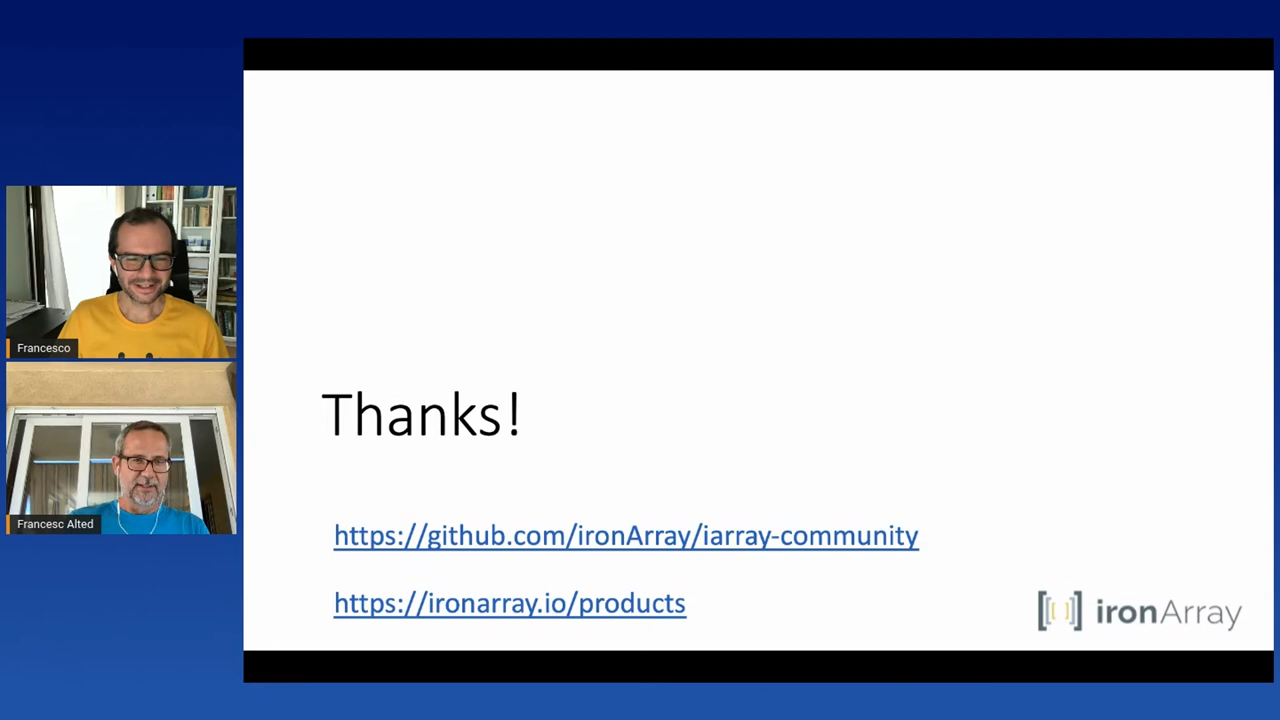 Francesco
Francesc Alted
Thanks!
https://github.com/ironArray/iarray-community
https://ironarray.io/products
ironArray